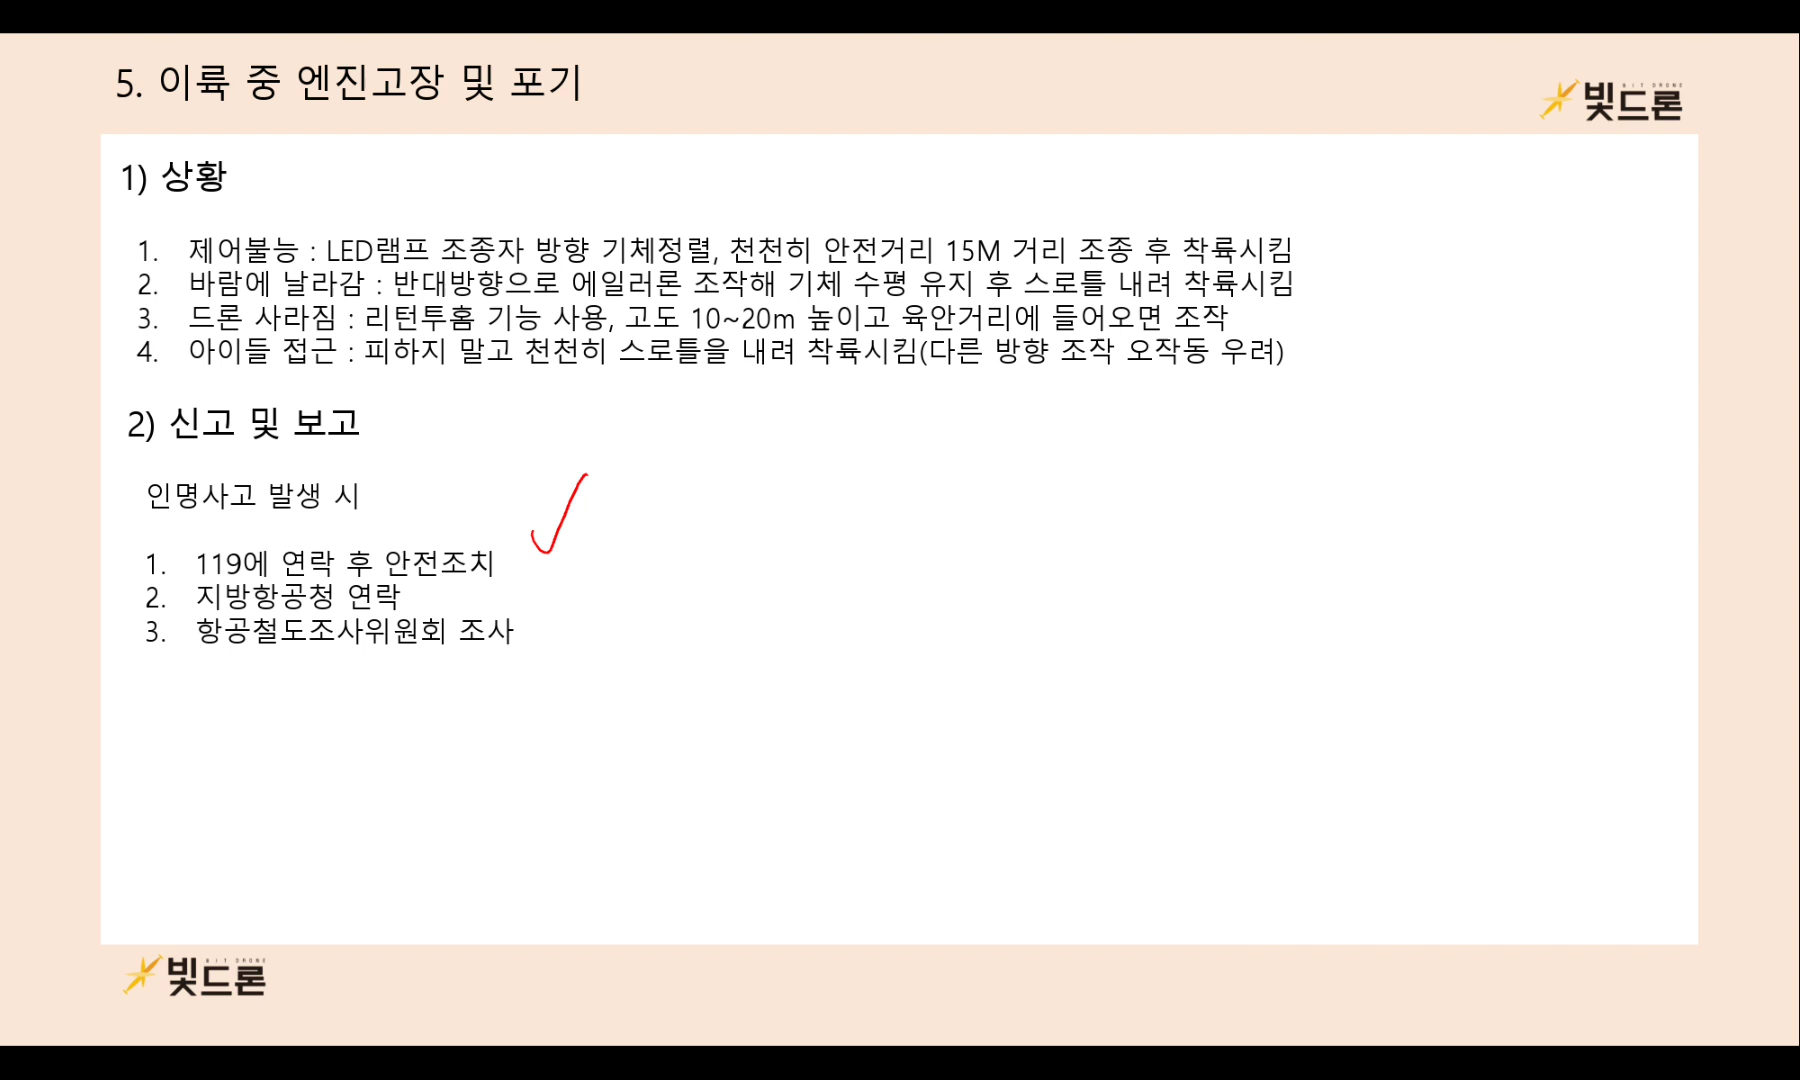 5. 이륙 중 엔진고장 및 포기
BIT DRONE
빛드론
1) 상황
1. 제어불능 : LED램프 조종자 방향 기체정렬, 천천히 안전거리 15M 거리 조종 후 착륙시킴
2. 바람에 날라감 : 반대방향으로 에일러론 조작해 기체 수평 유지 후 스로틀 내려 착륙시킴
3. 드론 사라짐 : 리턴투홈 기능 사용, 고도 10~20m 높이고 육안거리에 들어오면 조작
4. 아이들 접근 : 피하지 말고 천천히 스로틀을 내려 착륙시킴(다른 방향 조작 오작동 우려)
2) 신고 및 보고
인명사고 발생 시
1. 119에 연락 후 안전조치
2. 지방항공청 연락
3. 항공철도조사위원회 조사
BIT DRONE
빛드론